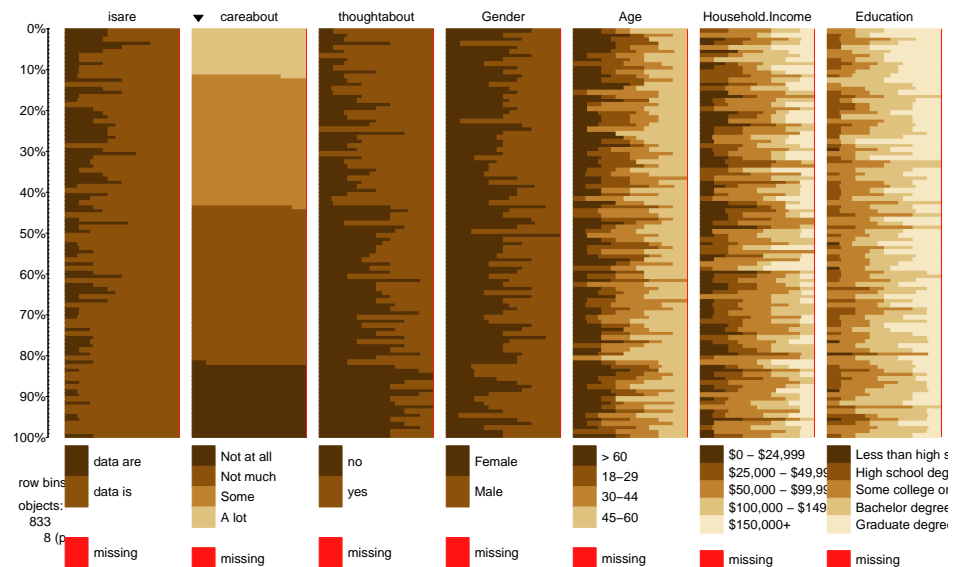 isare
careabout
thoughtabout
Gender
Age
Household.Income
Education
0%
10%
20%
30%
40%
50%
60%
70%
80%
90%
100%
row bins
objects:
833
8 (p
data are
data is
missing
Not at all
Not much
Some
A lot
missing
no
yes
missing
Female
Male
missing
> 60
18–29
30–44
45–60
missing
$0 – $24,999
$25,000 – $49,99
$50,000 – $99,99
$100,000 – $149
$150,000+
missing
Less than high s
High school deg
Some college or
Bachelor degree
Graduate degre
missing